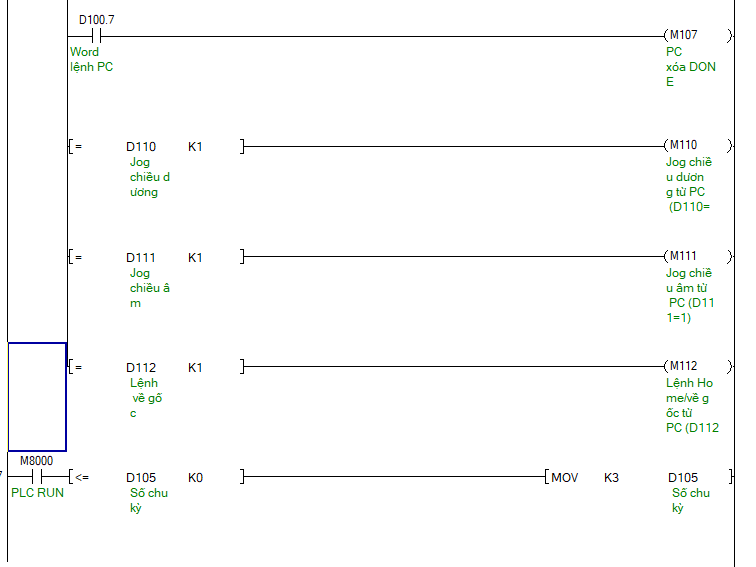 D100.7
( M107 )
Word
lệnh PC
PC
xóa DON
E
[ = D110 K1 ]
( M110 )
Jog
chiều d
ương
Jog chiề
u dươn
g từ PC
(D110=
[ = D111 K1 ]
( M111 )
Jog
chiều â
m
Jog chiề
u âm từ
PC (D11
1=1)
[ = D112 K1 ]
( M112 )
Lệnh
về gố
c
Lệnh Ho
me/về g
ốc từ
PC (D112
M8000
[ <= D105 K0 ]
[ MOV K3 D105 ]
PLC RUN
Số chu
kỳ
Số chu
kỳ